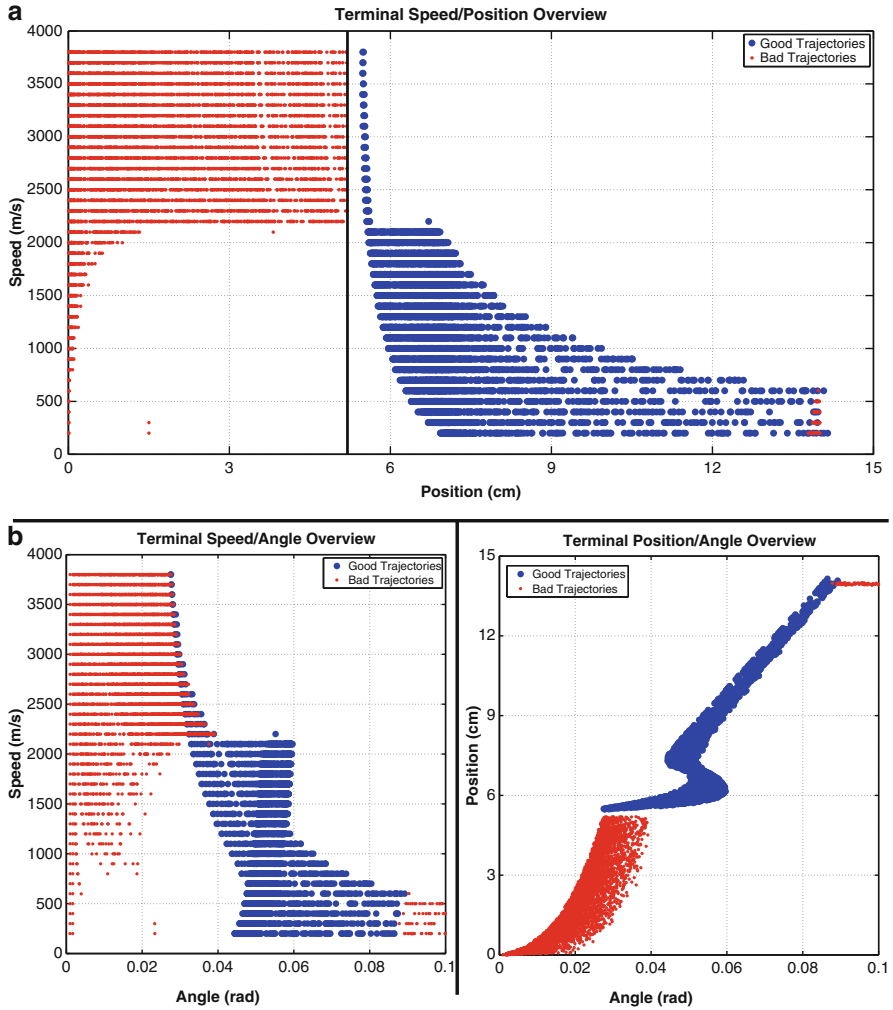 a
Terminal Speed/Position Overview
Good Trajectories
Bad Trajectories
4000
3500
3000
2500
2000
1500
1000
500
0
Speed (m/s)
0 3 6 9 12 15
Position (cm)
b
Terminal Speed/Angle Overview
Good Trajectories
Bad Trajectories
4000
3500
3000
2500
2000
1500
1000
500
0
Speed (m/s)
0 0.02 0.04 0.06 0.08 0.1
Angle (rad)
Terminal Position/Angle Overview
Good Trajectories
Bad Trajectories
15
12
9
6
3
0
Position (cm)
0 0.02 0.04 0.06 0.08 0.1
Angle (rad)